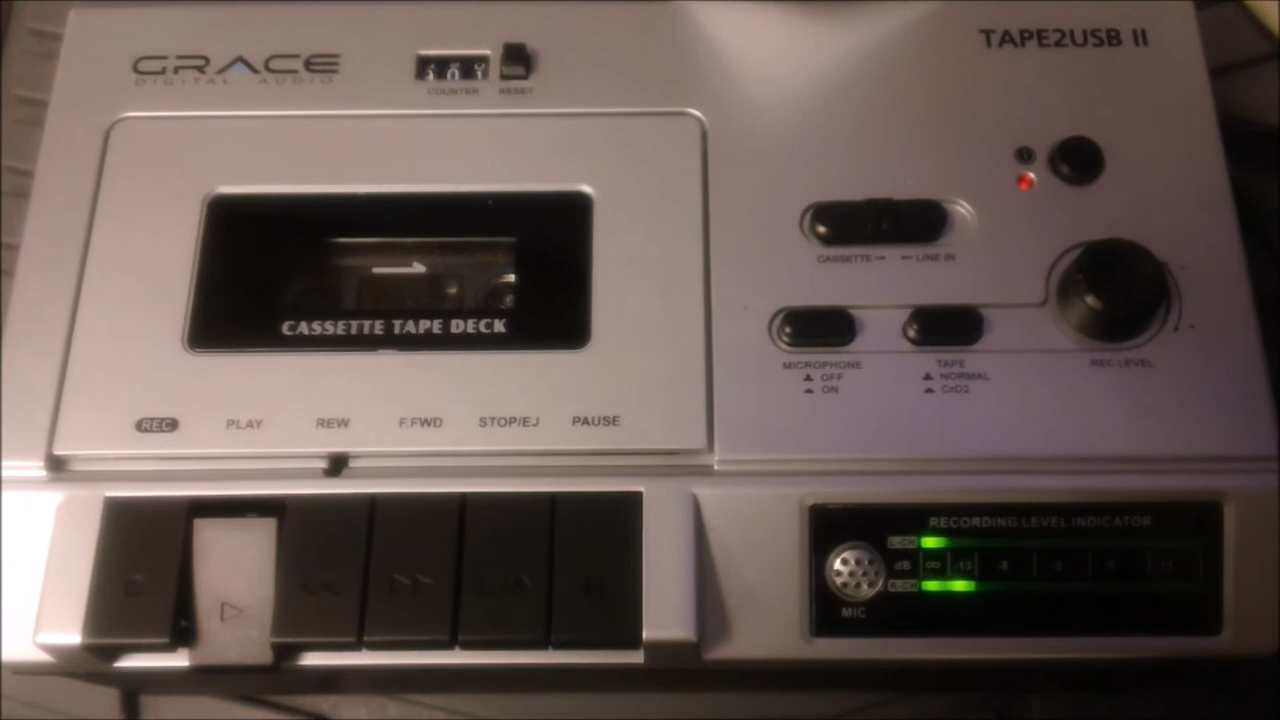 GRACE
DIGITAL AUDIO
COUNTER
RESET
TAPE2USB II
CASSETTE→ ←LINE IN
CASSETTE TAPE DECK
MICROPHONE
OFF
ON
TAPE
NORMAL
CrO2
REC LEVEL
REC PLAY REW F.FWD STOP/EJ PAUSE
RECORDING LEVEL INDICATOR
L-CH
dB ∞ -13
R-CH
MIC